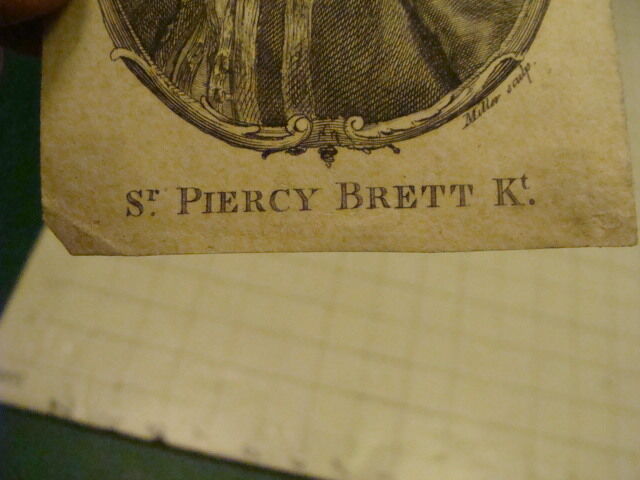 Miller sculp.
Sr. PIERCY BRETT Kt.